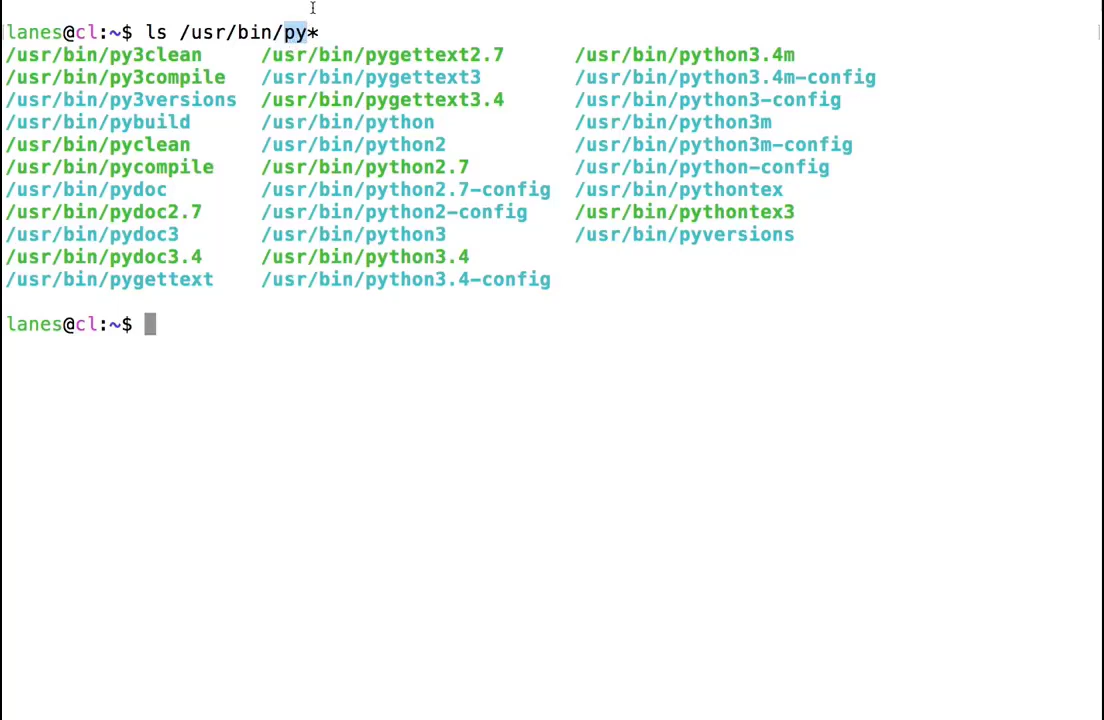 lanes@cl:~$ ls /usr/bin/py*
/usr/bin/py3clean /usr/bin/pygettext2.7 /usr/bin/python3.4m
/usr/bin/py3compile /usr/bin/pygettext3 /usr/bin/python3.4m-config
/usr/bin/py3versions /usr/bin/pygettext3.4 /usr/bin/python3-config
/usr/bin/pybuild /usr/bin/python /usr/bin/python3m
/usr/bin/pyclean /usr/bin/python2 /usr/bin/python3m-config
/usr/bin/pycompile /usr/bin/python2.7 /usr/bin/python-config
/usr/bin/pydoc /usr/bin/python2.7-config /usr/bin/pythontex
/usr/bin/pydoc2.7 /usr/bin/python2-config /usr/bin/pythontex3
/usr/bin/pydoc3 /usr/bin/python3 /usr/bin/pyversions
/usr/bin/pydoc3.4 /usr/bin/python3.4
/usr/bin/pygettext /usr/bin/python3.4-config
lanes@cl:~$